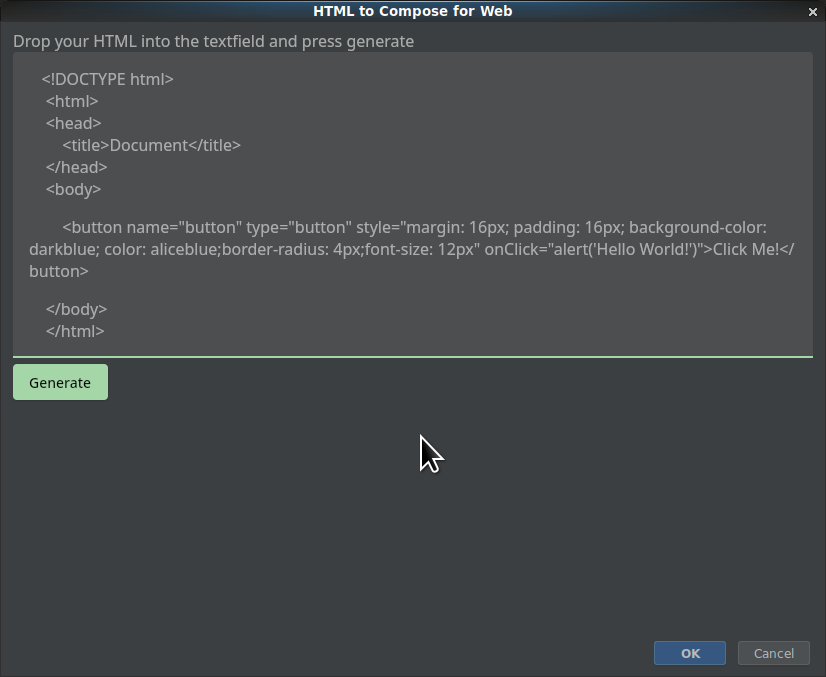 HTML to Compose for Web
Drop your HTML into the textfield and press generate
<!DOCTYPE html>
<html>
<head>
<title>Document</title>
</head>
<body>
<button name="button" type="button" style="margin: 16px; padding: 16px; background-color:
darkblue; color: aliceblue;border-radius: 4px;font-size: 12px" onClick="alert('Hello World!')">Click Me!</
button>
</body>
</html>
Generate
OK
Cancel